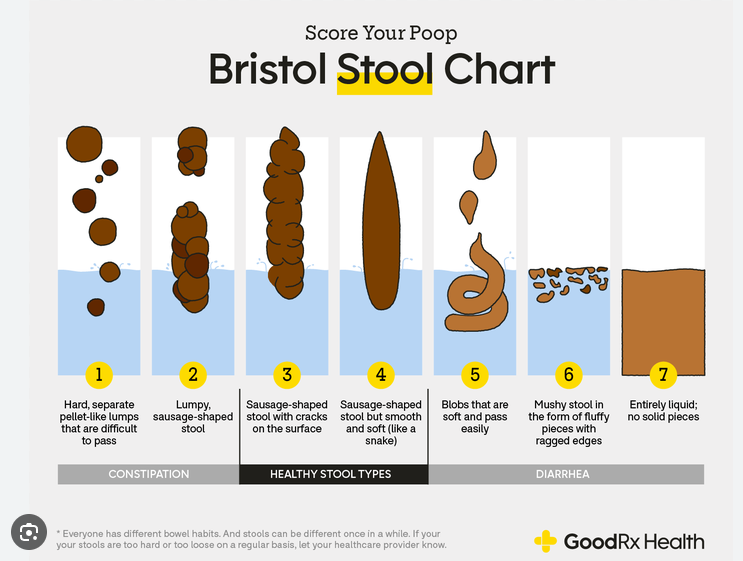 Score Your Poop
Bristol Stool Chart
1
2
3
4
5
6
7
Hard, separate
pellet-like lumps
that are difficult
to pass
Lumpy,
sausage-shaped
stool
Sausage-shaped
stool with cracks
on the surface
Sausage-shaped
stool but smooth
and soft (like a
snake)
Blobs that are
soft and pass
easily
Mushy stool in
the form of fluffy
pieces with
ragged edges
Entirely liquid;
no solid pieces
CONSTIPATION
HEALTHY STOOL TYPES
DIARRHEA
* Everyone has different bowel habits. And stools can be different once in a while. If your
your stools are too hard or too loose on a regular basis, let your healthcare provider know.
GoodRx Health